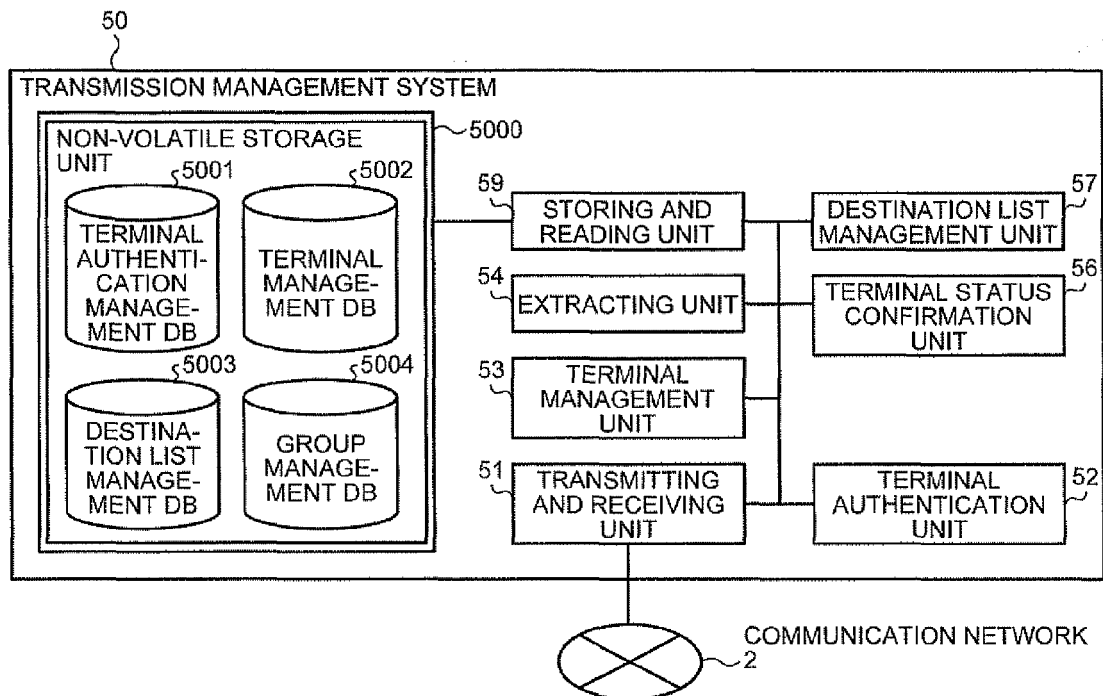 50
TRANSMISSION MANAGEMENT SYSTEM
5000
NON-VOLATILE STORAGE
UNIT
5001
TERMINAL
AUTHENTI-
CATION
MANAGE-
MENT DB
5002
TERMINAL
MANAGE-
MENT DB
5003
DESTINA-
TION LIST
MANAGE-
MENT DB
5004
GROUP
MANAGE-
MENT DB
59
STORING AND
READING UNIT
57
DESTINATION LIST
MANAGEMENT UNIT
54
EXTRACTING UNIT
56
TERMINAL STATUS
CONFIRMATION
UNIT
53
TERMINAL
MANAGEMENT
UNIT
51
TRANSMITTING
AND RECEIVING
UNIT
52
TERMINAL
AUTHENTICATION
UNIT
COMMUNICATION NETWORK
2